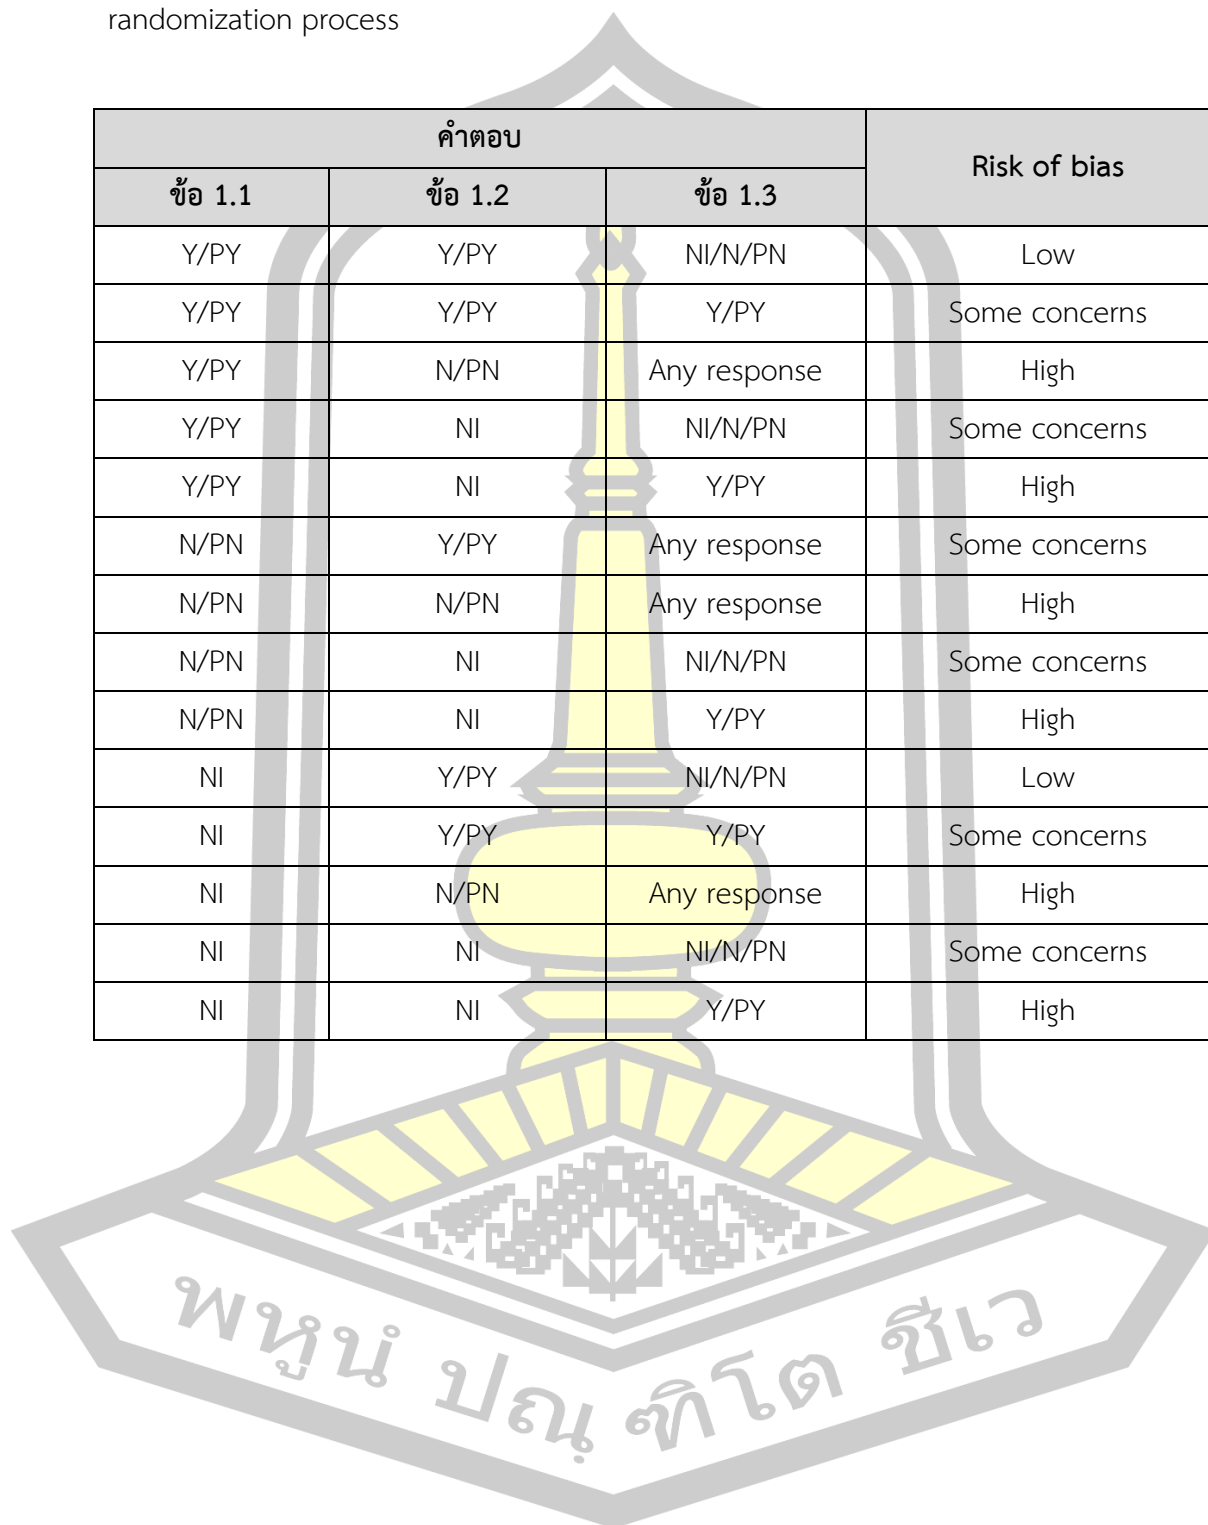 randomization process
คำตอบ Risk of bias
ข้อ 1.1 ข้อ 1.2 ข้อ 1.3
Y/PY Y/PY NI/N/PN Low
Y/PY Y/PY Y/PY Some concerns
Y/PY N/PN Any response High
Y/PY NI NI/N/PN Some concerns
Y/PY NI Y/PY High
N/PN Y/PY Any response Some concerns
N/PN N/PN Any response High
N/PN NI NI/N/PN Some concerns
N/PN NI Y/PY High
NI Y/PY NI/N/PN Low
NI Y/PY Y/PY Some concerns
NI N/PN Any response High
NI NI NI/N/PN Some concerns
NI NI Y/PY High
พหูนํ ปณฺฑิโต ชีเว